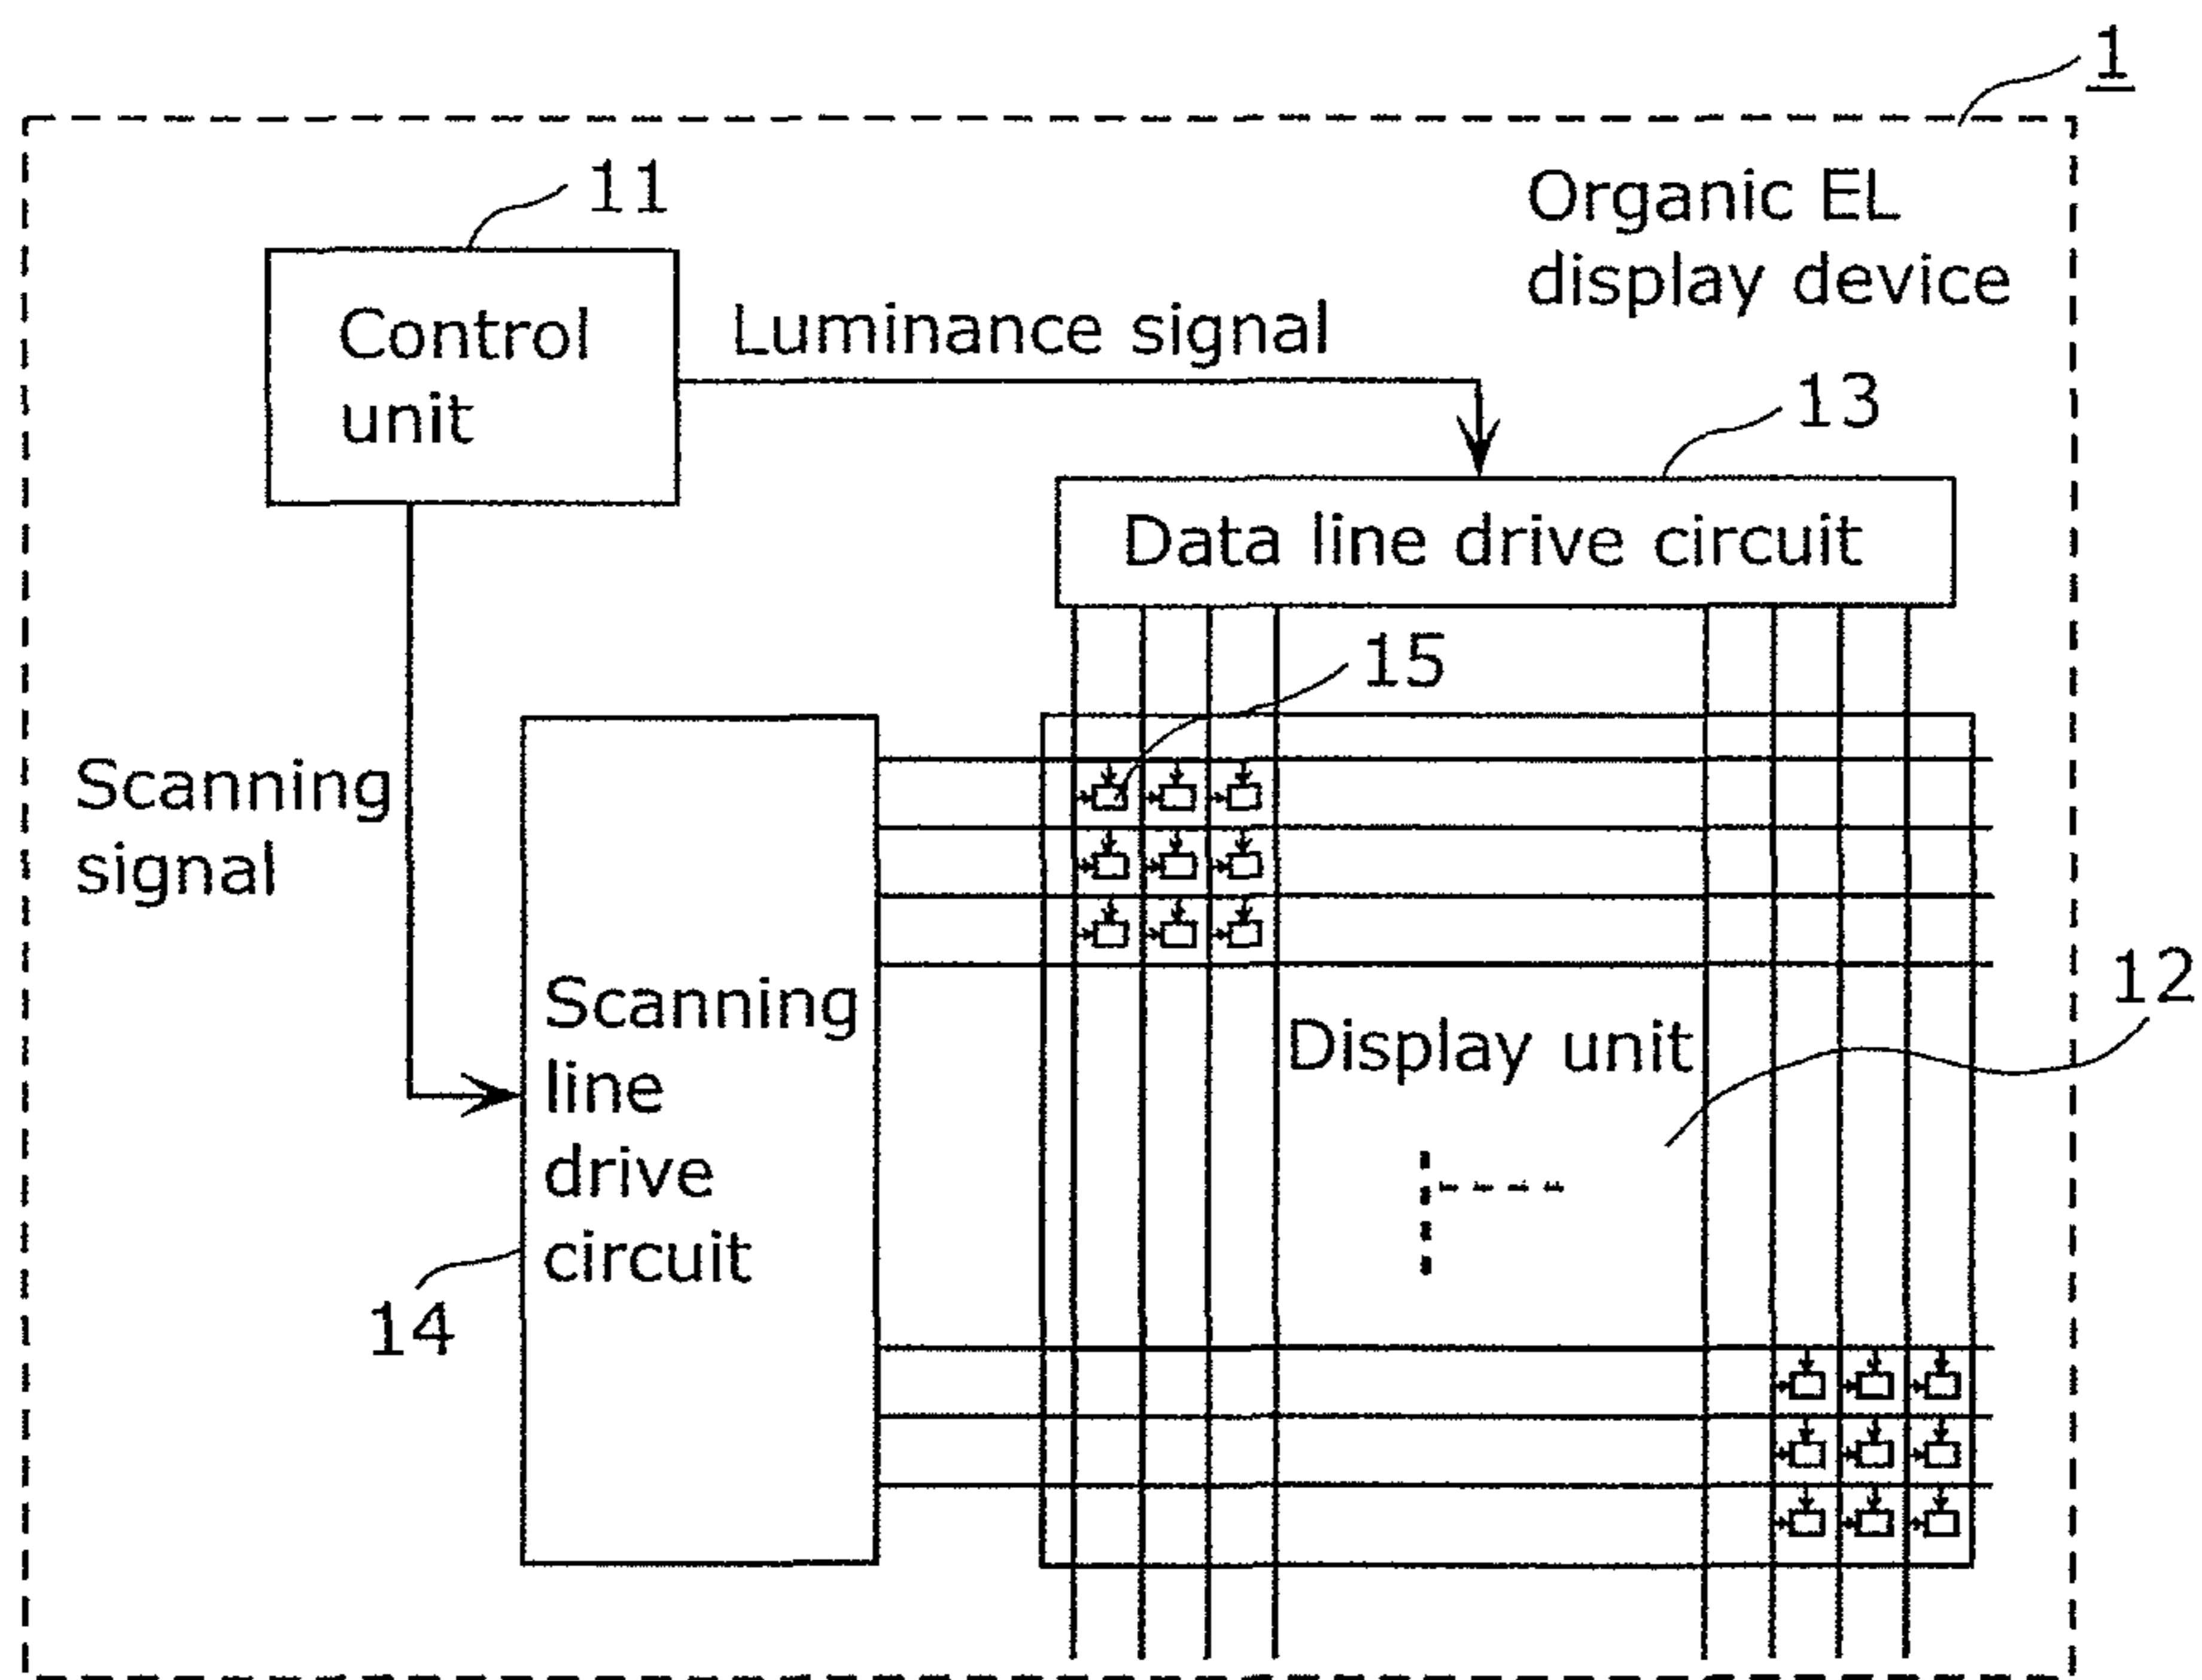 1
11
Organic EL
display device
Control
unit
Luminance signal
13
Data line drive circuit
15
Scanning
signal
Scanning
line
drive
circuit
12
Display unit
14